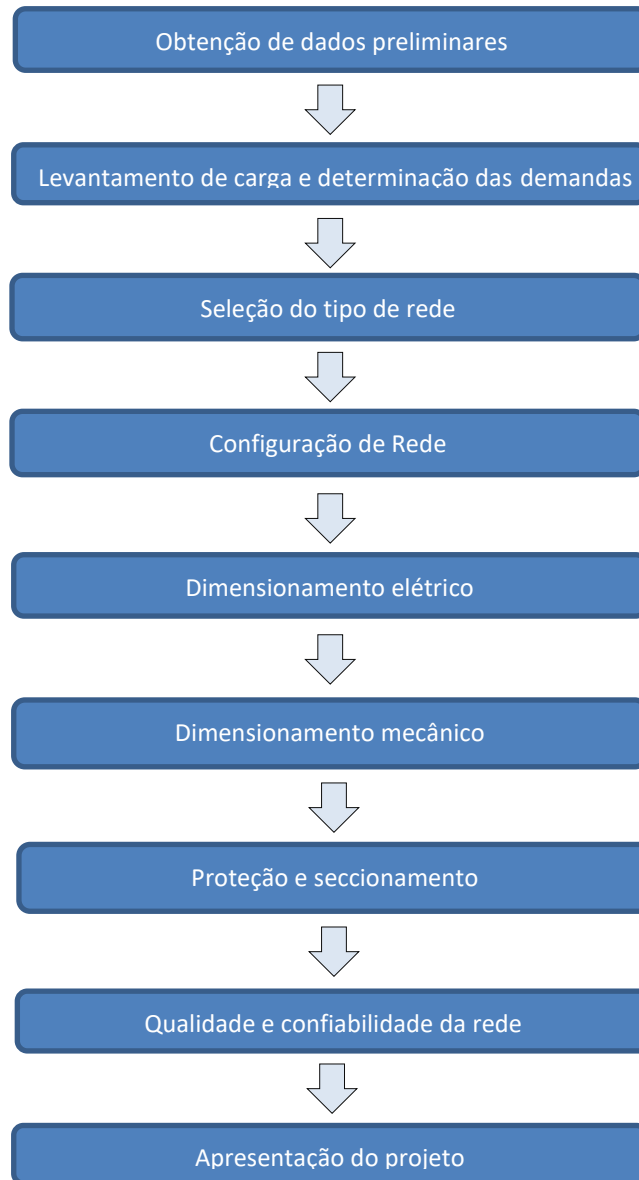 Obtenção de dados preliminares
Levantamento de carga e determinação das demandas
Seleção do tipo de rede
Configuração de Rede
Dimensionamento elétrico
Dimensionamento mecânico
Proteção e seccionamento
Qualidade e confiabilidade da rede
Apresentação do projeto